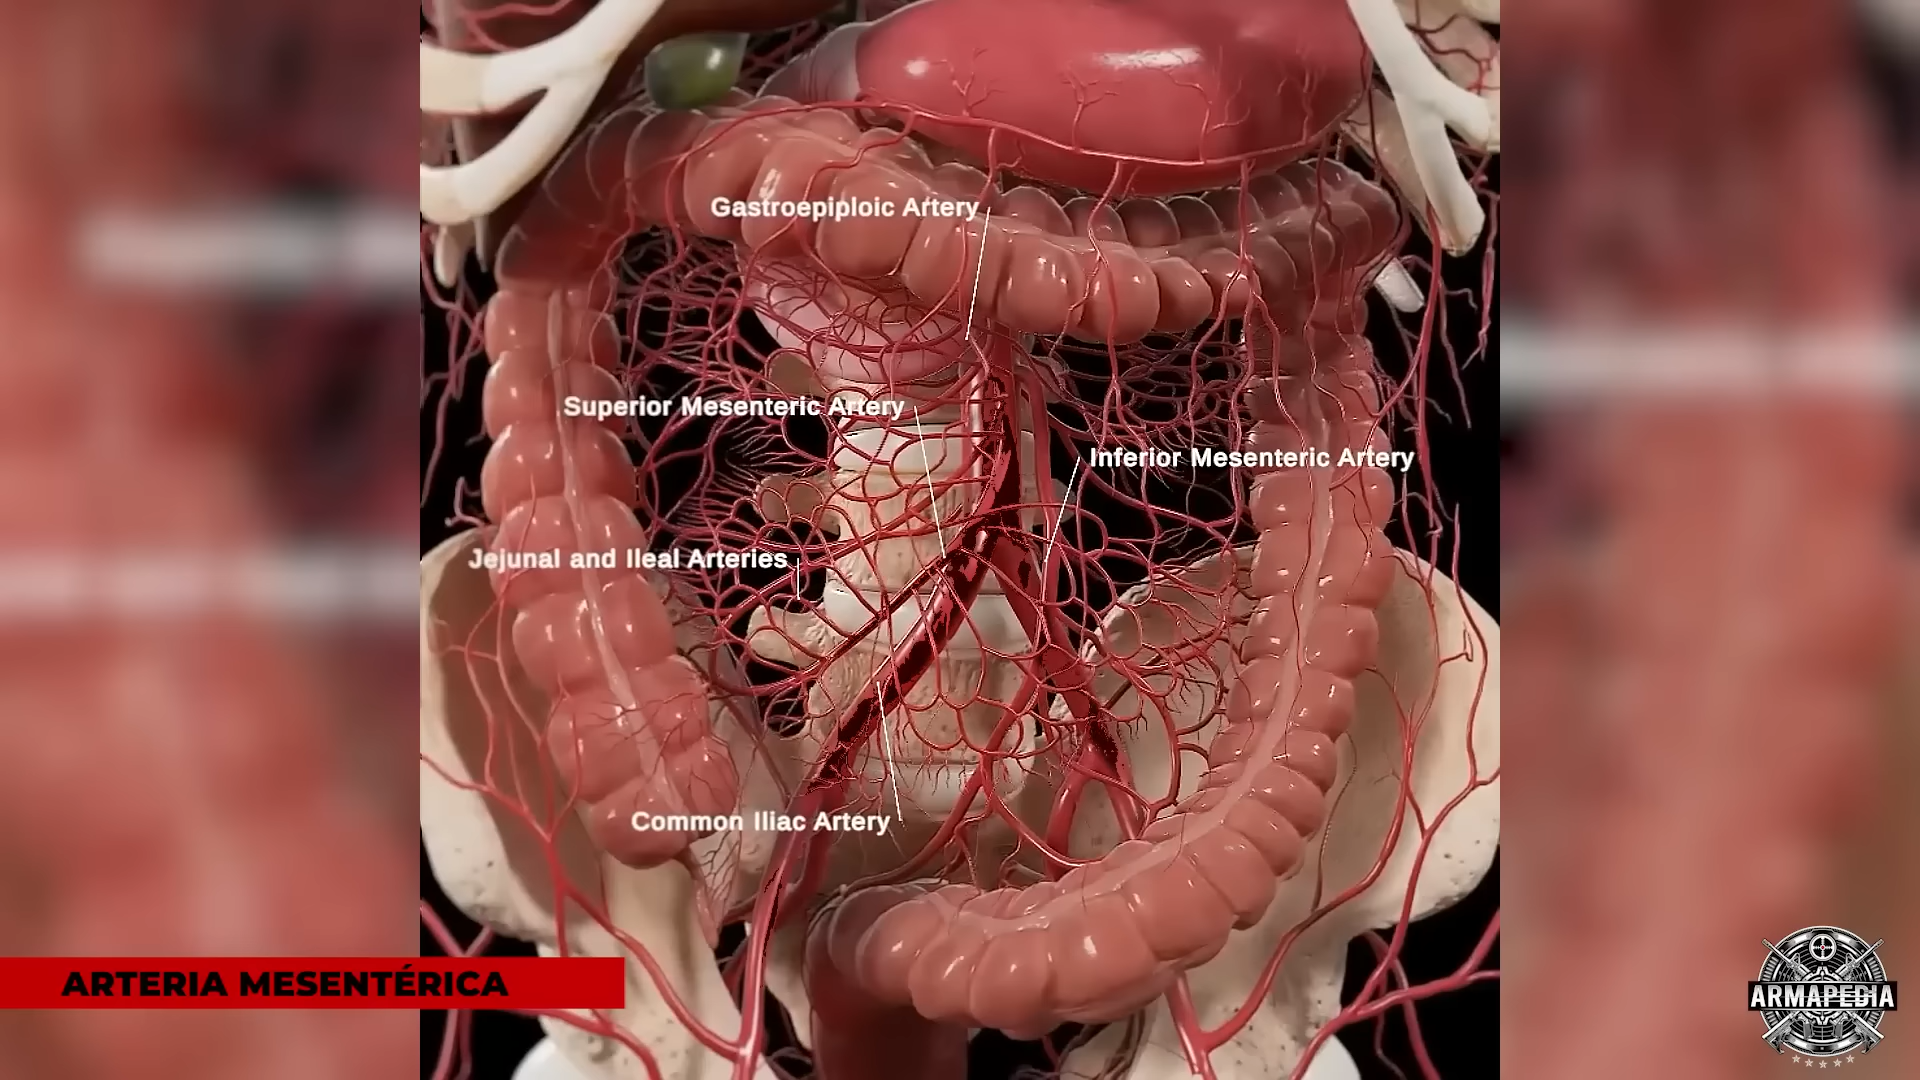 Gastroepiploic Artery
Superior Mesenteric Artery
Inferior Mesenteric Artery
Jejunal and Ileal Arteries
Common Iliac Artery
ARTERIA MESENTÉRICA
ARMAPEDIA